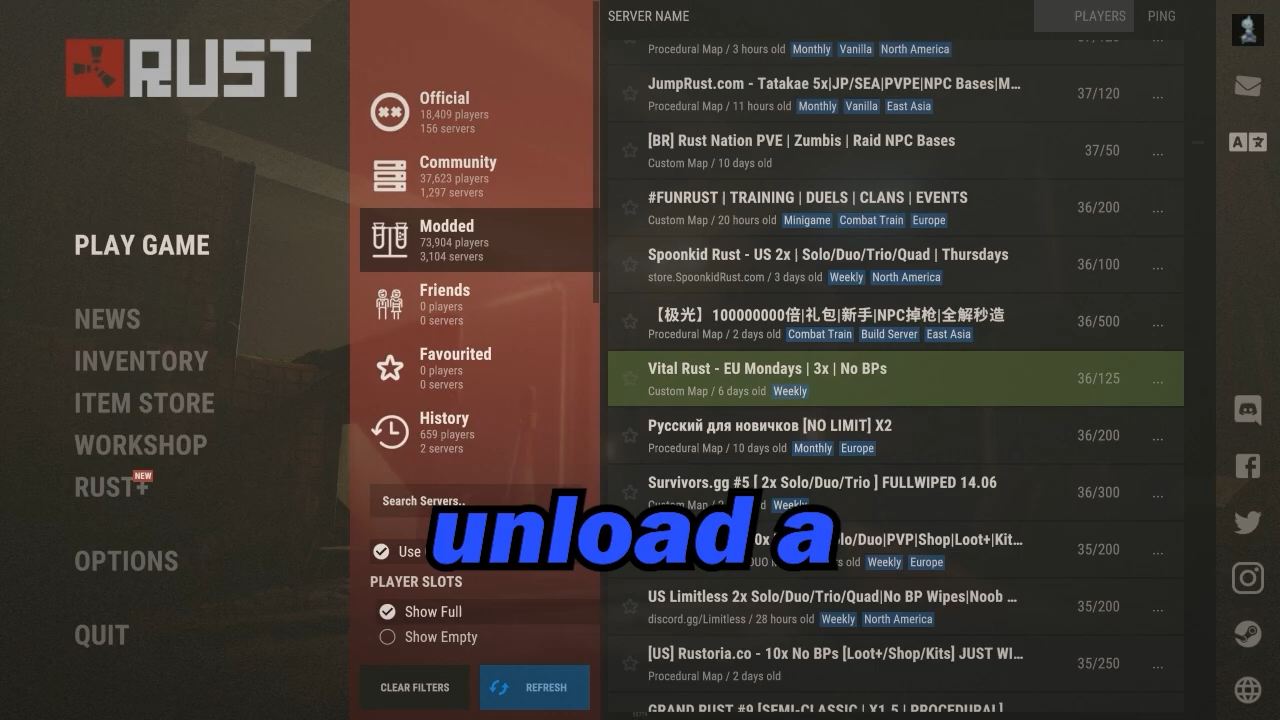 RUST
PLAY GAME
NEWS
INVENTORY
ITEM STORE
WORKSHOP
RUST+
NEW
OPTIONS
QUIT
Official
18,409 players
156 servers
Community
37,623 players
1,297 servers
Modded
73,904 players
3,104 servers
Friends
0 players
0 servers
Favourited
0 players
0 servers
History
659 players
2 servers
Search Servers..
Use
PLAYER SLOTS
Show Full
Show Empty
CLEAR FILTERS
REFRESH
SERVER NAME PLAYERS PING
Procedural Map / 3 hours old Monthly Vanilla North America
JumpRust.com - Tatakae 5x|JP/SEA|PVPE|NPC Bases|M... 37/120 ...
Procedural Map / 11 hours old Monthly Vanilla East Asia
[BR] Rust Nation PVE | Zumbis | Raid NPC Bases 37/50 ...
Custom Map / 10 days old
#FUNRUST | TRAINING | DUELS | CLANS | EVENTS 36/200 ...
Custom Map / 20 hours old Minigame Combat Train Europe
Spoonkid Rust - US 2x | Solo/Duo/Trio/Quad | Thursdays 36/100 ...
store.SpoonkidRust.com / 3 days old Weekly North America
【极光】100000000倍|礼包|新手|NPC掉枪|全解秒造 36/500 ...
Procedural Map / 2 days old Combat Train Build Server East Asia
Vital Rust - EU Mondays | 3x | No BPs 36/125 ...
Custom Map / 6 days old Weekly
Русский для новичков [NO LIMIT] X2 36/200 ...
Procedural Map / 10 days old Monthly Europe
Survivors.gg #5 [ 2x Solo/Duo/Trio ] FULLWIPED 14.06 36/300 ...
Custom Map / Weekly
olo/Duo|PVP|Shop|Loot+|Kit... 35/200 ...
old Weekly Europe
US Limitless 2x Solo/Duo/Trio/Quad|No BP Wipes|Noob ... 35/200 ...
discord.gg/Limitless / 28 hours old Weekly North America
[US] Rustoria.co - 10x No BPs [Loot+/Shop/Kits] JUST WI... 35/250 ...
Procedural Map / 2 days old
GRAND RUST #9 [SEMI-CLASSIC | X1.5 | PROCEDURAL]
unload a